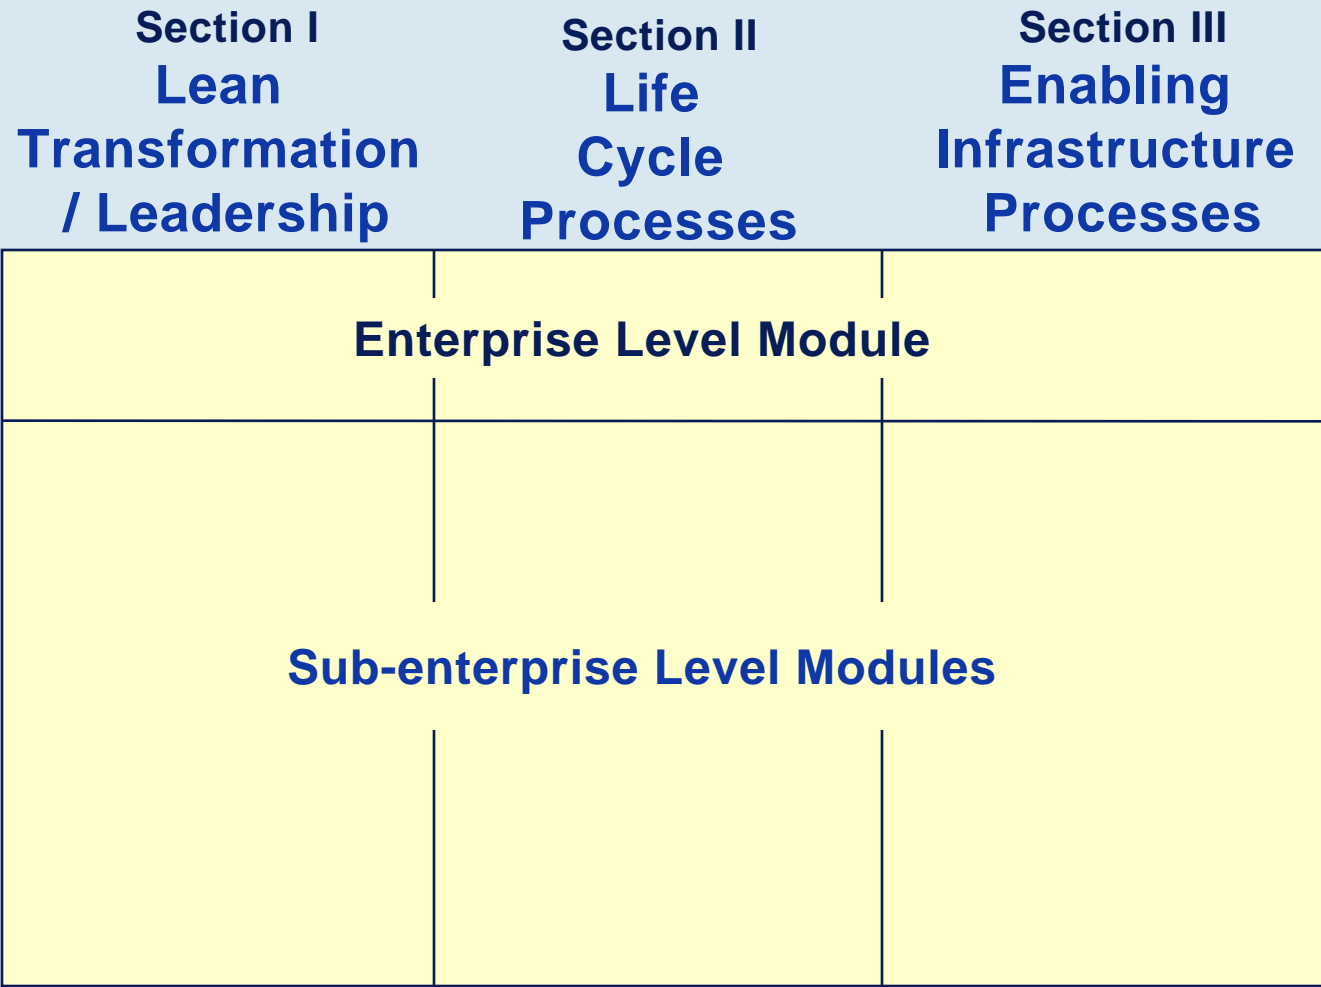 Section I
Lean
Transformation
/ Leadership
Section II
Life
Cycle
Processes
Section III
Enabling
Infrastructure
Processes
Enterprise Level Module
Sub-enterprise Level Modules